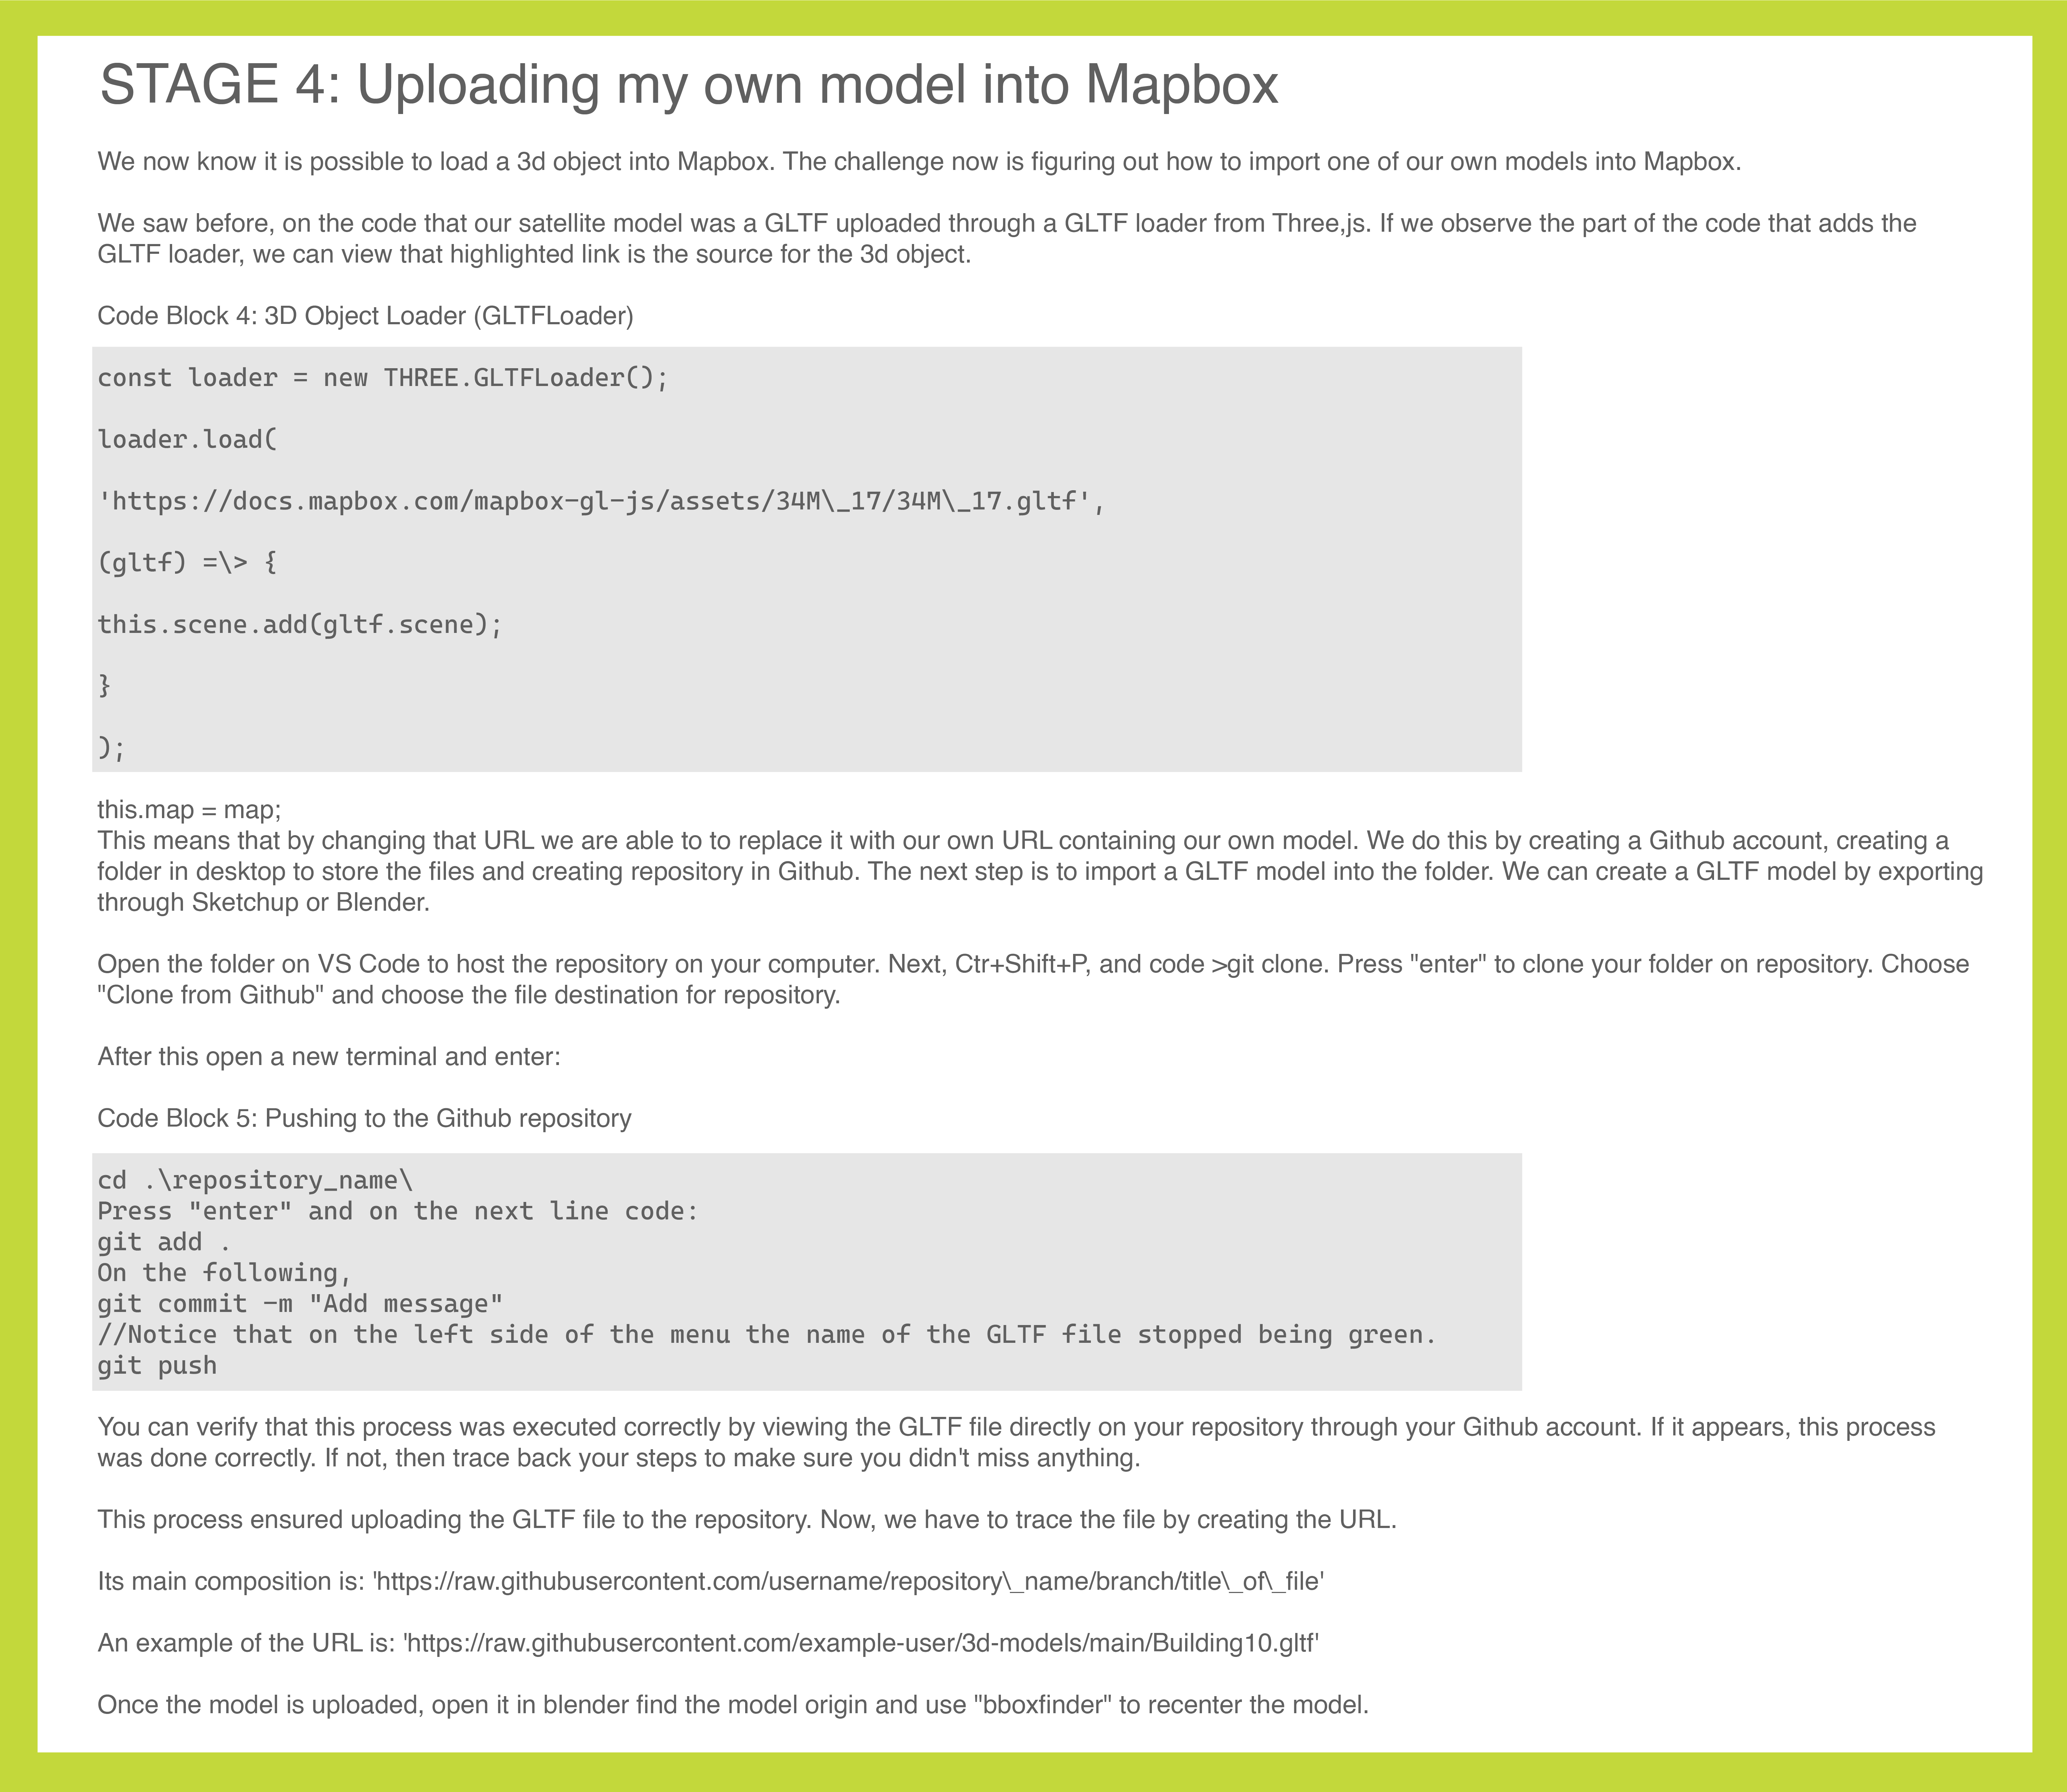 STAGE 4: Uploading my own model into Mapbox
We now know it is possible to load a 3d object into Mapbox. The challenge now is figuring out how to import one of our own models into Mapbox.
We saw before, on the code that our satellite model was a GLTF uploaded through a GLTF loader from Three,js. If we observe the part of the code that adds the
GLTF loader, we can view that highlighted link is the source for the 3d object.
Code Block 4: 3D Object Loader (GLTFLoader)
const loader = new THREE.GLTFLoader();
loader.load(
'https://docs.mapbox.com/mapbox-gl-js/assets/34M\_17/34M\_17.gltf',
(gltf) =\> {
this.scene.add(gltf.scene);
}
);
this.map = map;
This means that by changing that URL we are able to to replace it with our own URL containing our own model. We do this by creating a Github account, creating a
folder in desktop to store the files and creating repository in Github. The next step is to import a GLTF model into the folder. We can create a GLTF model by exporting
through Sketchup or Blender.
Open the folder on VS Code to host the repository on your computer. Next, Ctr+Shift+P, and code >git clone. Press "enter" to clone your folder on repository. Choose
"Clone from Github" and choose the file destination for repository.
After this open a new terminal and enter:
Code Block 5: Pushing to the Github repository
cd .\repository_name\
Press "enter" and on the next line code:
git add .
On the following,
git commit -m "Add message"
//Notice that on the left side of the menu the name of the GLTF file stopped being green.
git push
You can verify that this process was executed correctly by viewing the GLTF file directly on your repository through your Github account. If it appears, this process
was done correctly. If not, then trace back your steps to make sure you didn't miss anything.
This process ensured uploading the GLTF file to the repository. Now, we have to trace the file by creating the URL.
Its main composition is: 'https://raw.githubusercontent.com/username/repository\_name/branch/title\_of\_file'
An example of the URL is: 'https://raw.githubusercontent.com/example-user/3d-models/main/Building10.gltf'
Once the model is uploaded, open it in blender find the model origin and use "bboxfinder" to recenter the model.